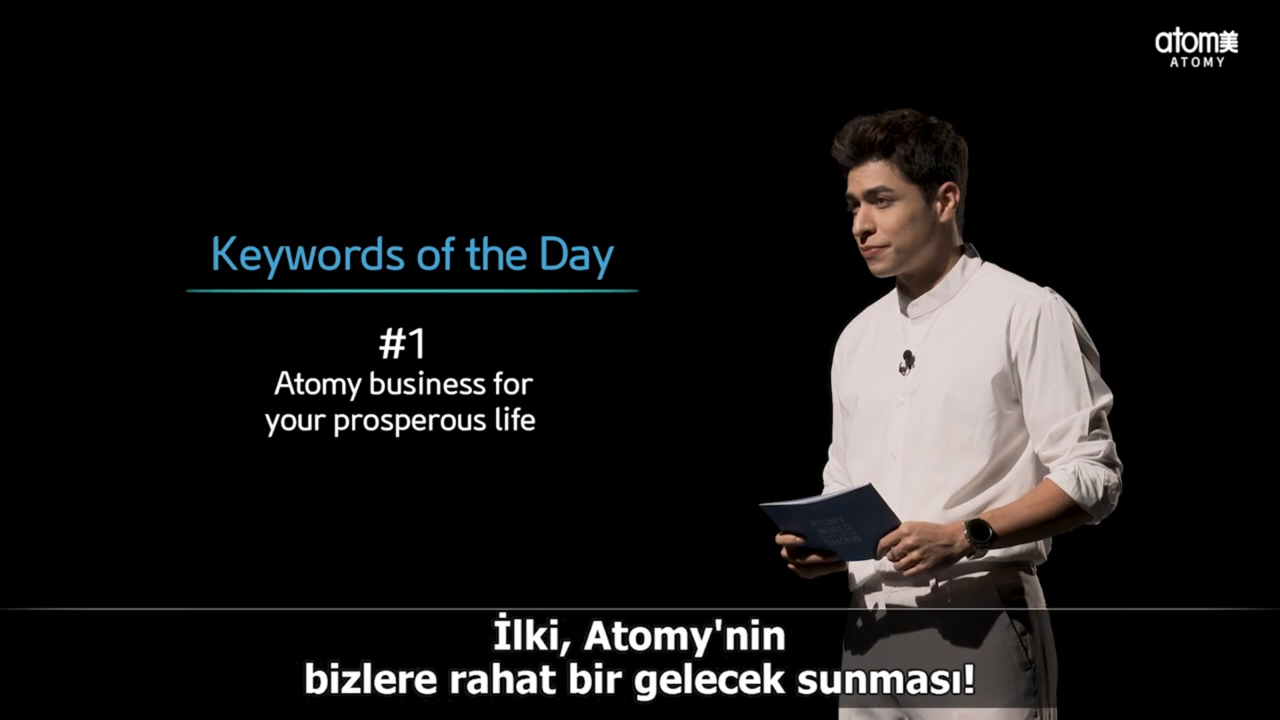 atom美
ATOMY
Keywords of the Day
#1
Atomy business for
your prosperous life
İlki, Atomy'nin
bizlere rahat bir gelecek sunması!